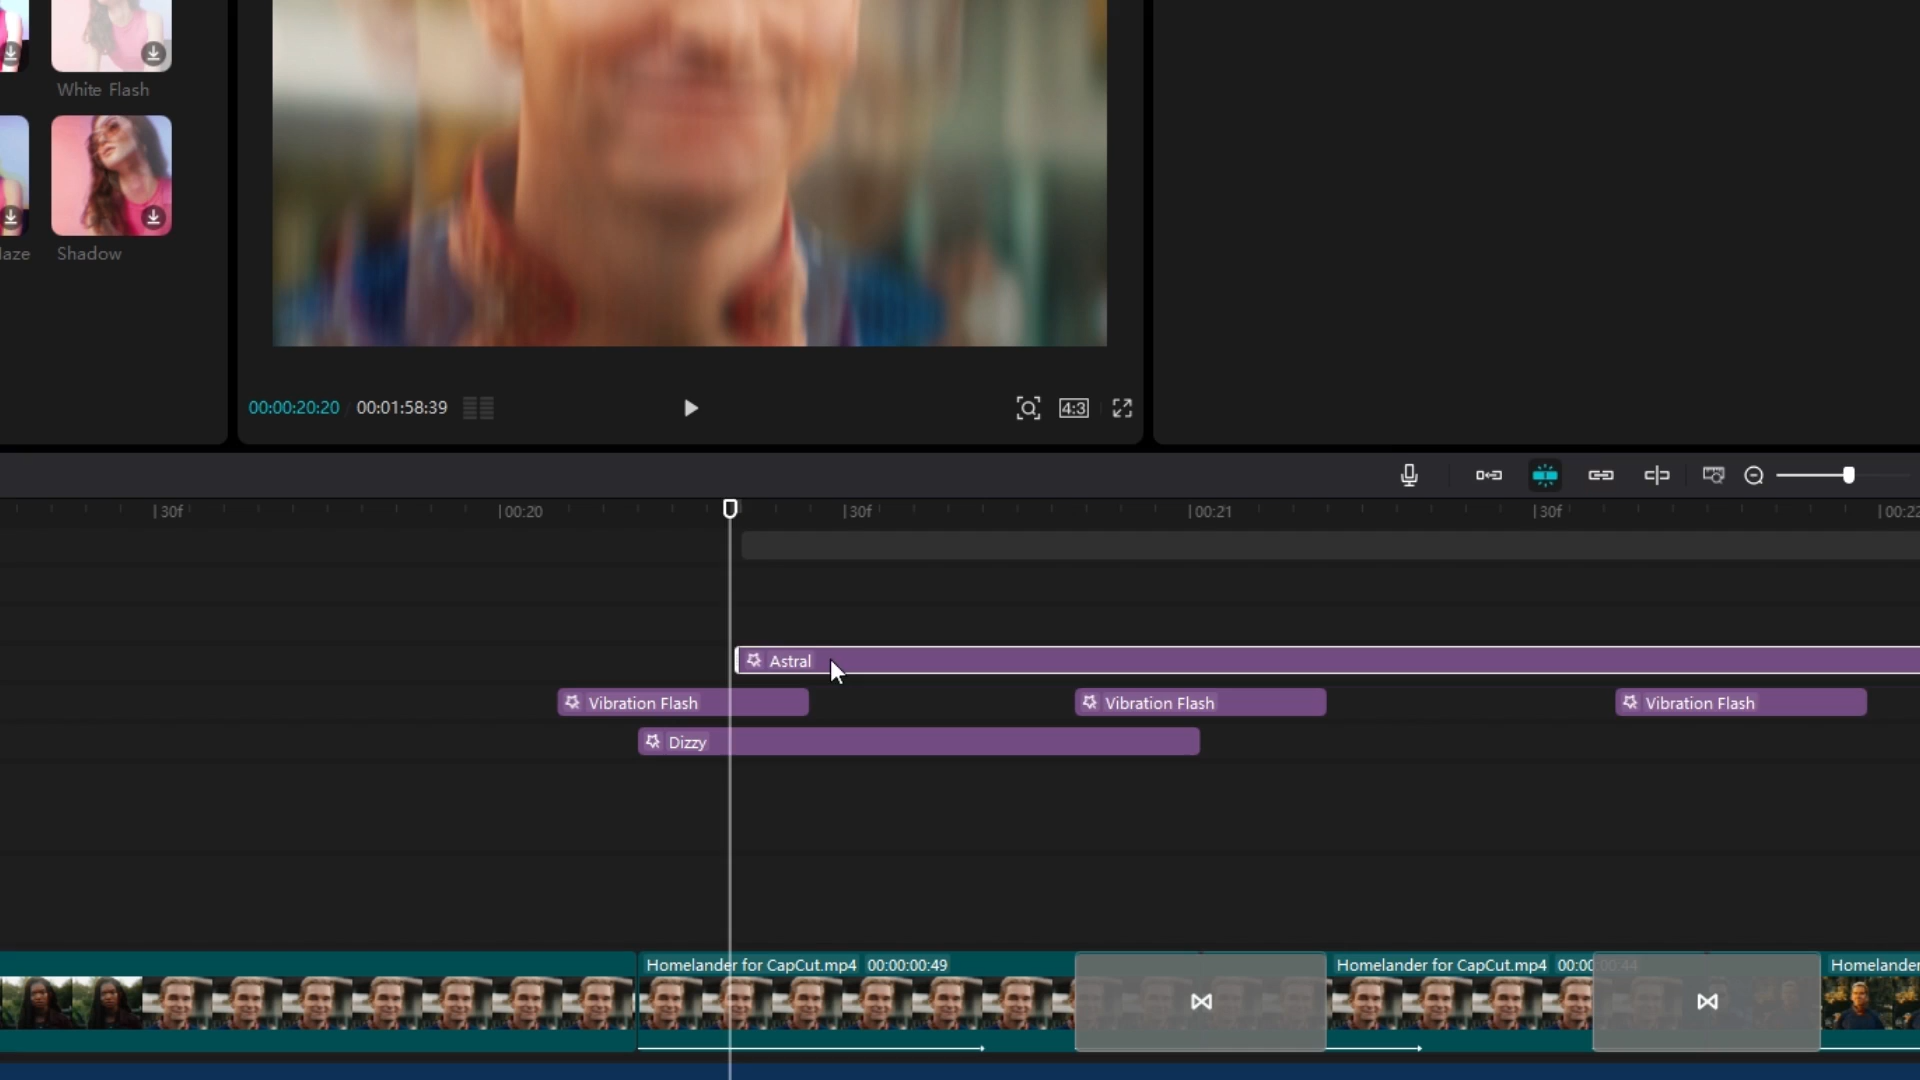 White Flash
laze
Shadow
00:00:20:20 00:01:58:39
4:3
30f 00:20 30f 00:21 30f 00:22
Astral
Vibration Flash Vibration Flash Vibration Flash
Dizzy
Homelander for CapCut.mp4 00:00:00:49 Homelander for CapCut.mp4 00:00:00:44 Homelander